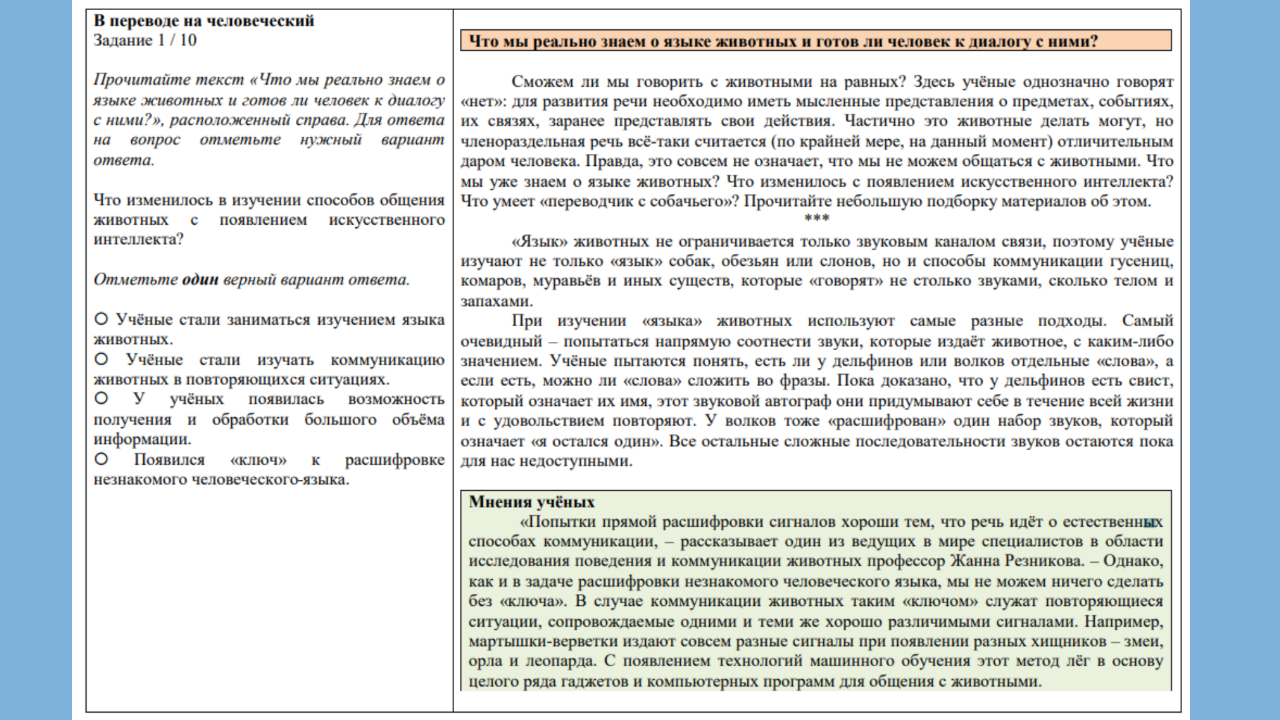 В переводе на человеческий
Задание 1 / 10
Прочитайте текст «Что мы реально знаем о
языке животных и готов ли человек к диалогу
с ними?», расположенный справа. Для ответа
на вопрос отметьте нужный вариант
ответа.
Что изменилось в изучении способов общения
животных с появлением искусственного
интеллекта?
Отметьте один верный вариант ответа.
О Учёные стали заниматься изучением языка
животных.
О Учёные стали изучать коммуникацию
животных в повторяющихся ситуациях.
О У учёных появилась возможность
получения и обработки большого объёма
информации.
О Появился «ключ» к расшифровке
незнакомого человеческого-языка.
Что мы реально знаем о языке животных и готов ли человек к диалогу с ними?
Сможем ли мы говорить с животными на равных? Здесь учёные однозначно говорят
«нет»: для развития речи необходимо иметь мысленные представления о предметах, событиях,
их связях, заранее представлять свои действия. Частично это животные делать могут, но
членораздельная речь всё-таки считается (по крайней мере, на данный момент) отличительным
даром человека. Правда, это совсем не означает, что мы не можем общаться с животными. Что
мы уже знаем о языке животных? Что изменилось с появлением искусственного интеллекта?
Что умеет «переводчик с собачьего»? Прочитайте небольшую подборку материалов об этом.
***
«Язык» животных не ограничивается только звуковым каналом связи, поэтому учёные
изучают не только «язык» собак, обезьян или слонов, но и способы коммуникации гусениц,
комаров, муравьёв и иных существ, которые «говорят» не столько звуками, сколько телом и
запахами.
При изучении «языка» животных используют самые разные подходы. Самый
очевидный – попытаться напрямую соотнести звуки, которые издаёт животное, с каким-либо
значением. Учёные пытаются понять, есть ли у дельфинов или волков отдельные «слова», а
если есть, можно ли «слова» сложить во фразы. Пока доказано, что у дельфинов есть свист,
который означает их имя, этот звуковой автограф они придумывают себе в течение всей жизни
и с удовольствием повторяют. У волков тоже «расшифрован» один набор звуков, который
означает «я остался один». Все остальные сложные последовательности звуков остаются пока
для нас недоступными.
Мнения учёных
«Попытки прямой расшифровки сигналов хороши тем, что речь идёт о естественных
способах коммуникации, – рассказывает один из ведущих в мире специалистов в области
исследования поведения и коммуникации животных профессор Жанна Резникова. – Однако,
как и в задаче расшифровки незнакомого человеческого языка, мы не можем ничего сделать
без «ключа». В случае коммуникации животных таким «ключом» служат повторяющиеся
ситуации, сопровождаемые одними и теми же хорошо различимыми сигналами. Например,
мартышки-верветки издают совсем разные сигналы при появлении разных хищников – змеи,
орла и леопарда. С появлением технологий машинного обучения этот метод лёг в основу
целого ряда гаджетов и компьютерных программ для общения с животными.